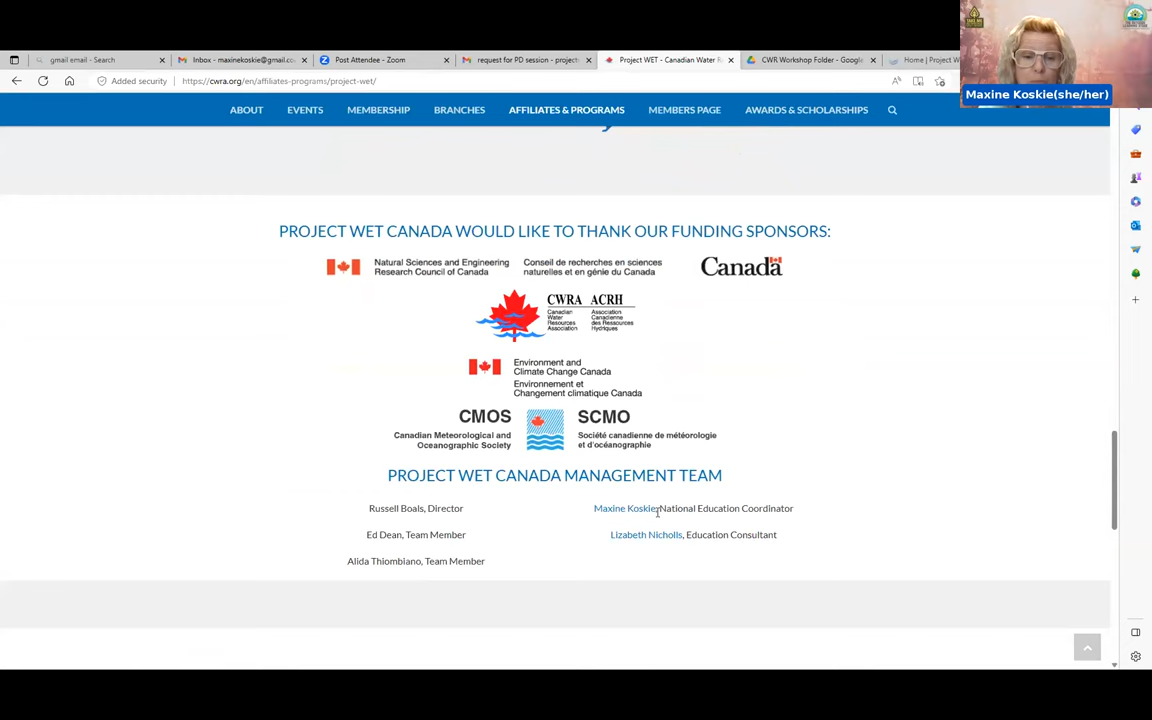 gmail email - Search
Inbox - maxinekoskie@gmail.co
Post Attendee - Zoom
request for PD session - project
Project WET - Canadian Water R
CWR Workshop Folder - Google
Home | Project W
Added security
https://cwra.org/en/affiliates-programs/project-wet/
Maxine Koskie(she/her)
ABOUT
EVENTS
MEMBERSHIP
BRANCHES
AFFILIATES & PROGRAMS
MEMBERS PAGE
AWARDS & SCHOLARSHIPS
PROJECT WET CANADA WOULD LIKE TO THANK OUR FUNDING SPONSORS:
Natural Sciences and Engineering
Research Council of Canada
Conseil de recherches en sciences
naturelles et en génie du Canada
Canada
CWRA ACRH
Canadian
Water
Resources
Association
Association
Canadienne
des Ressources
Hydriques
Environment and
Climate Change Canada
Environnement et
Changement climatique Canada
CMOS
Canadian Meteorological and
Oceanographic Society
SCMO
Société canadienne de météorologie
et d'océanographie
PROJECT WET CANADA MANAGEMENT TEAM
Russell Boals, Director
Maxine Koskie, National Education Coordinator
Ed Dean, Team Member
Lizabeth Nicholls, Education Consultant
Alida Thiombiano, Team Member